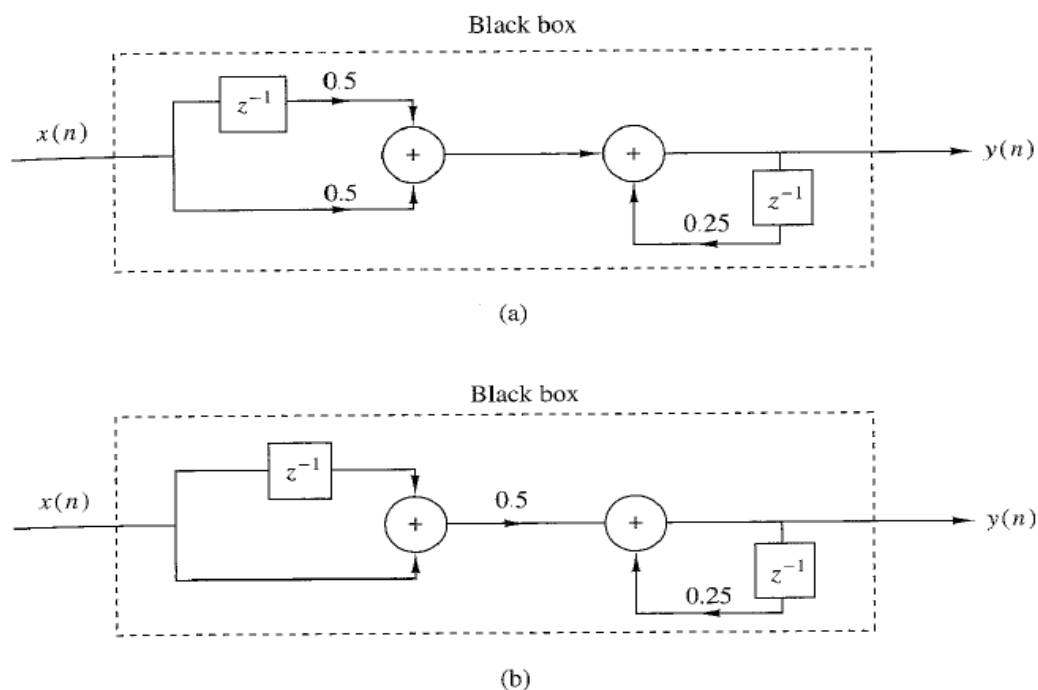 Black box
0.5
z⁻¹
x(n)
+
+
y(n)
0.5
z⁻¹
0.25
(a)
Black box
z⁻¹
x(n)
0.5
+
+
y(n)
z⁻¹
0.25
(b)